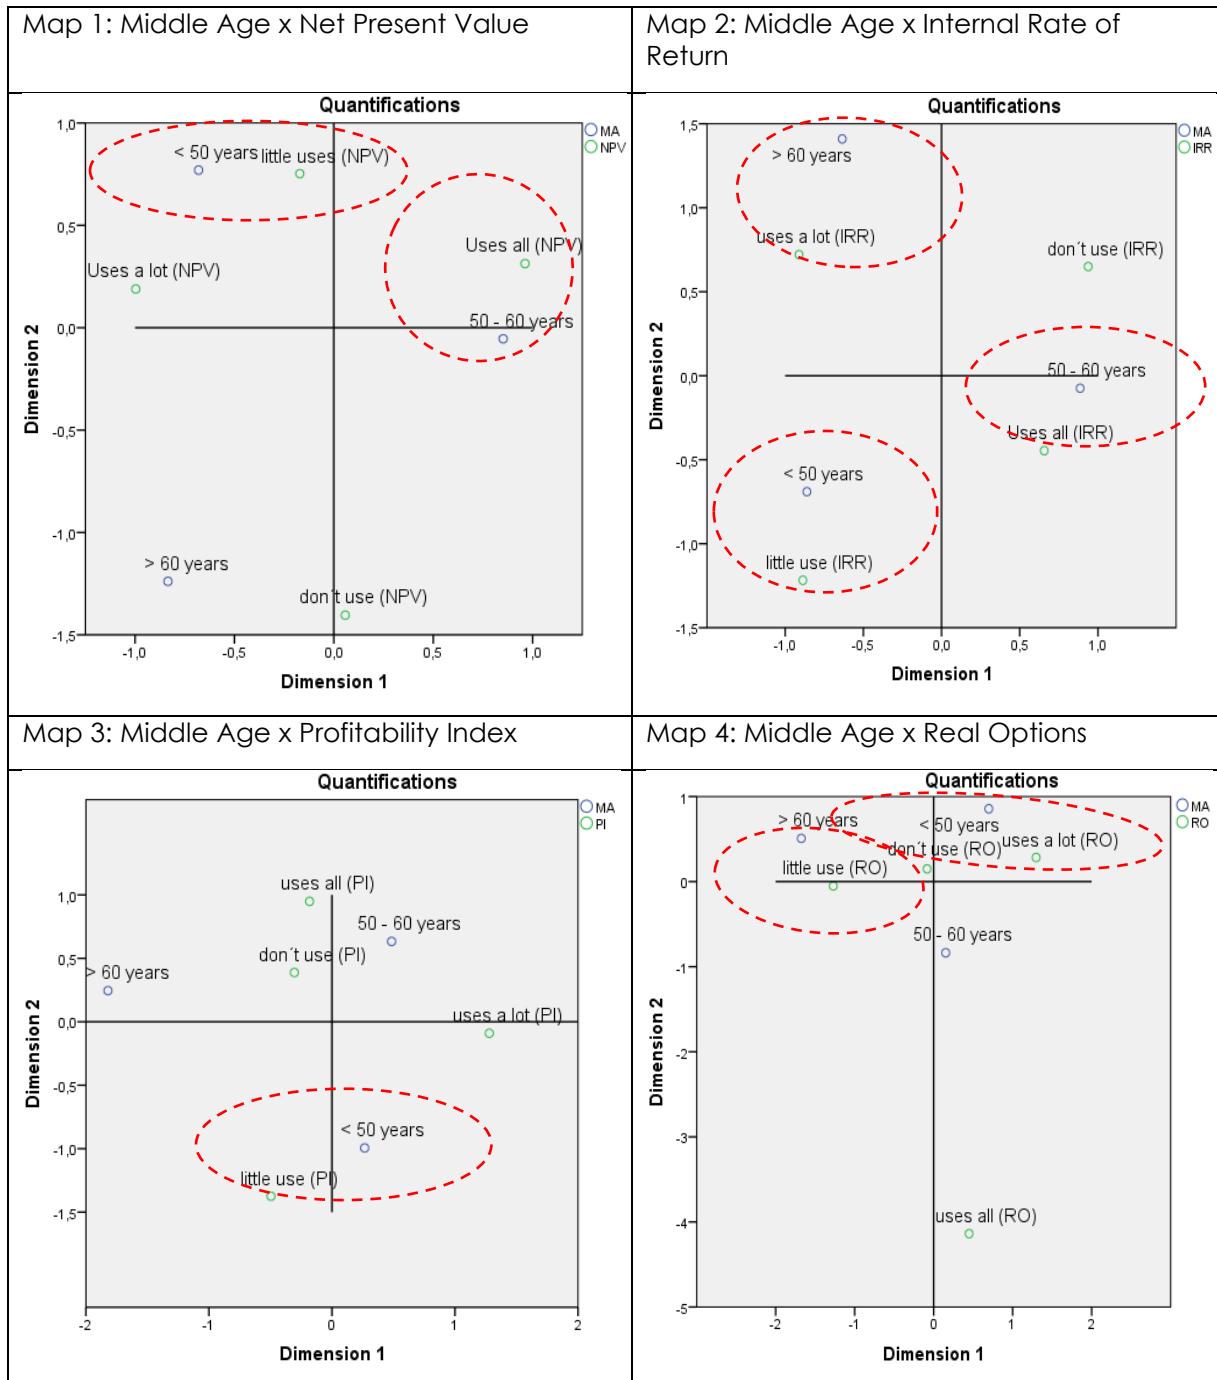 Map 1: Middle Age x Net Present Value
Quantifications
MA
NPV
1,0
0,5
0,0
-0,5
-1,0
-1,5
Dimension 2
< 50 years
little uses (NPV)
Uses all (NPV)
Uses a lot (NPV)
50 - 60 years
> 60 years
don´t use (NPV)
-1,0
-0,5
0,0
0,5
1,0
Dimension 1
Map 2: Middle Age x Internal Rate of
Return
Quantifications
MA
IRR
1,5
1,0
0,5
0,0
-0,5
-1,0
-1,5
Dimension 2
> 60 years
uses a lot (IRR)
don´t use (IRR)
50 - 60 years
Uses all (IRR)
< 50 years
little use (IRR)
-1,0
-0,5
0,0
0,5
1,0
Dimension 1
Map 3: Middle Age x Profitability Index
Quantifications
MA
PI
1,0
0,5
0,0
-0,5
-1,0
-1,5
Dimension 2
uses all (PI)
50 - 60 years
don´t use (PI)
> 60 years
uses a lot (PI)
< 50 years
little use (PI)
-2
-1
0
1
2
Dimension 1
Map 4: Middle Age x Real Options
Quantifications
MA
RO
1
0
-1
-2
-3
-4
-5
Dimension 2
> 60 years
< 50 years
uses a lot (RO)
don´t use (RO)
little use (RO)
50 - 60 years
uses all (RO)
-2
-1
0
1
2
Dimension 1